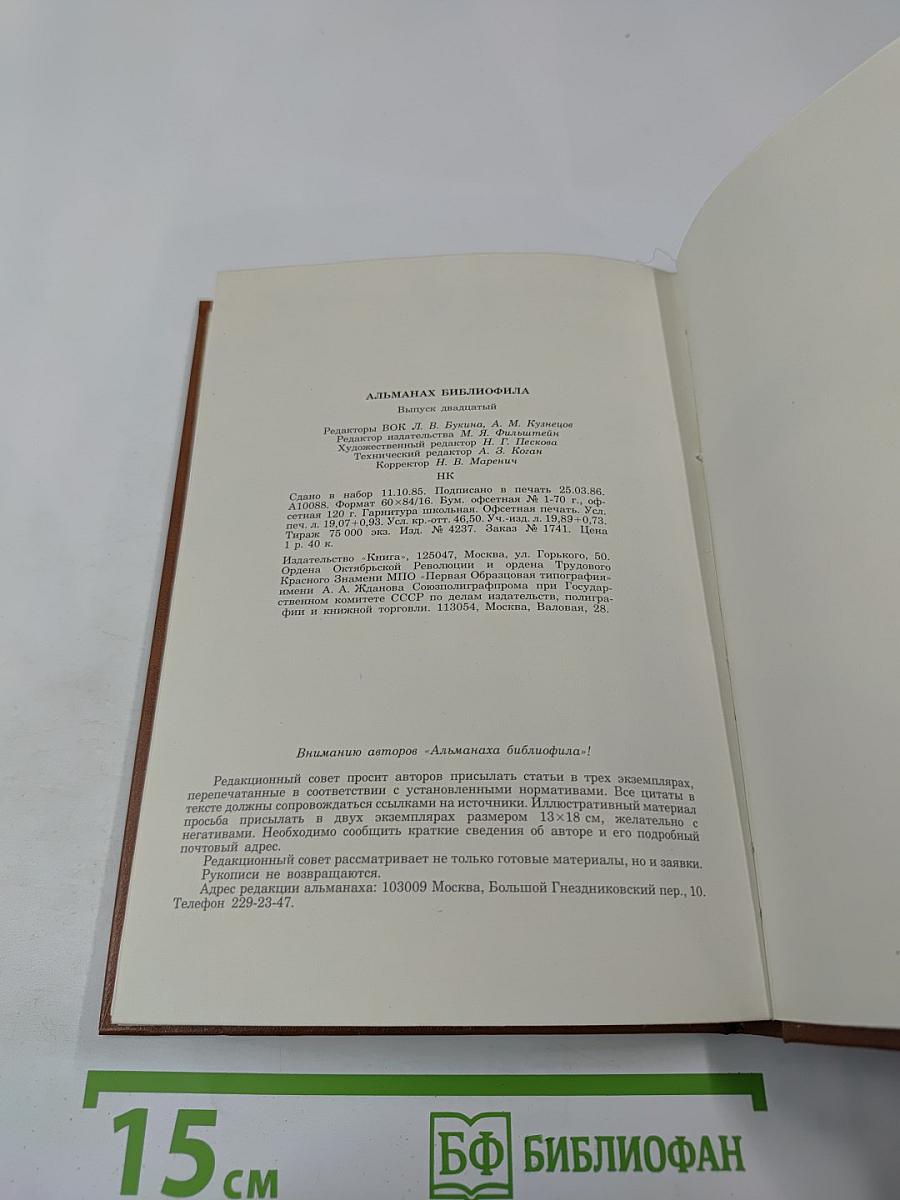 АЛЬМАНАХ БИБЛИОФИЛА
Выпуск двадцатый
Редакторы ВОК Л. В. Букина, А. М. Кузнецов
Редактор издательства М. Я. Фильштейн
Художественный редактор Н. Г. Пескова
Технический редактор А. З. Коган
Корректор Н. В. Маренич
НК
Сдано в набор 11.10.85. Подписано в печать 25.03.86.
А10088. Формат 60×84/16. Бум. офсетная № 1-70 г., оф-
сетная 120 г. Гарнитура школьная. Офсетная печать. Усл.
печ. л. 19,07+0,93. Усл. кр.-отт. 46,50. Уч.-изд. л. 19,89+0,73.
Тираж 75 000 экз. Изд. № 4237. Заказ № 1741. Цена
1 р. 40 к.
Издательство «Книга», 125047, Москва, ул. Горького, 50.
Ордена Октябрьской Революции и ордена Трудового
Красного Знамени МПО «Первая Образцовая типография»
имени А. А. Жданова Союзполиграфпрома при Государ-
ственном комитете СССР по делам издательств, полигра-
фии и книжной торговли. 113054, Москва, Валовая, 28.
Вниманию авторов «Альманаха библиофила»!
Редакционный совет просит авторов присылать статьи в трех экземплярах,
перепечатанные в соответствии с установленными нормативами. Все цитаты в
тексте должны сопровождаться ссылками на источники. Иллюстративный материал
просьба присылать в двух экземплярах размером 13×18 см, желательно с
негативами. Необходимо сообщить краткие сведения об авторе и его подробный
почтовый адрес.
Редакционный совет рассматривает не только готовые материалы, но и заявки.
Рукописи не возвращаются.
Адрес редакции альманаха: 103009 Москва, Большой Гнездниковский пер., 10.
Телефон 229-23-47.
15 см
БФ БИБЛИОФАН